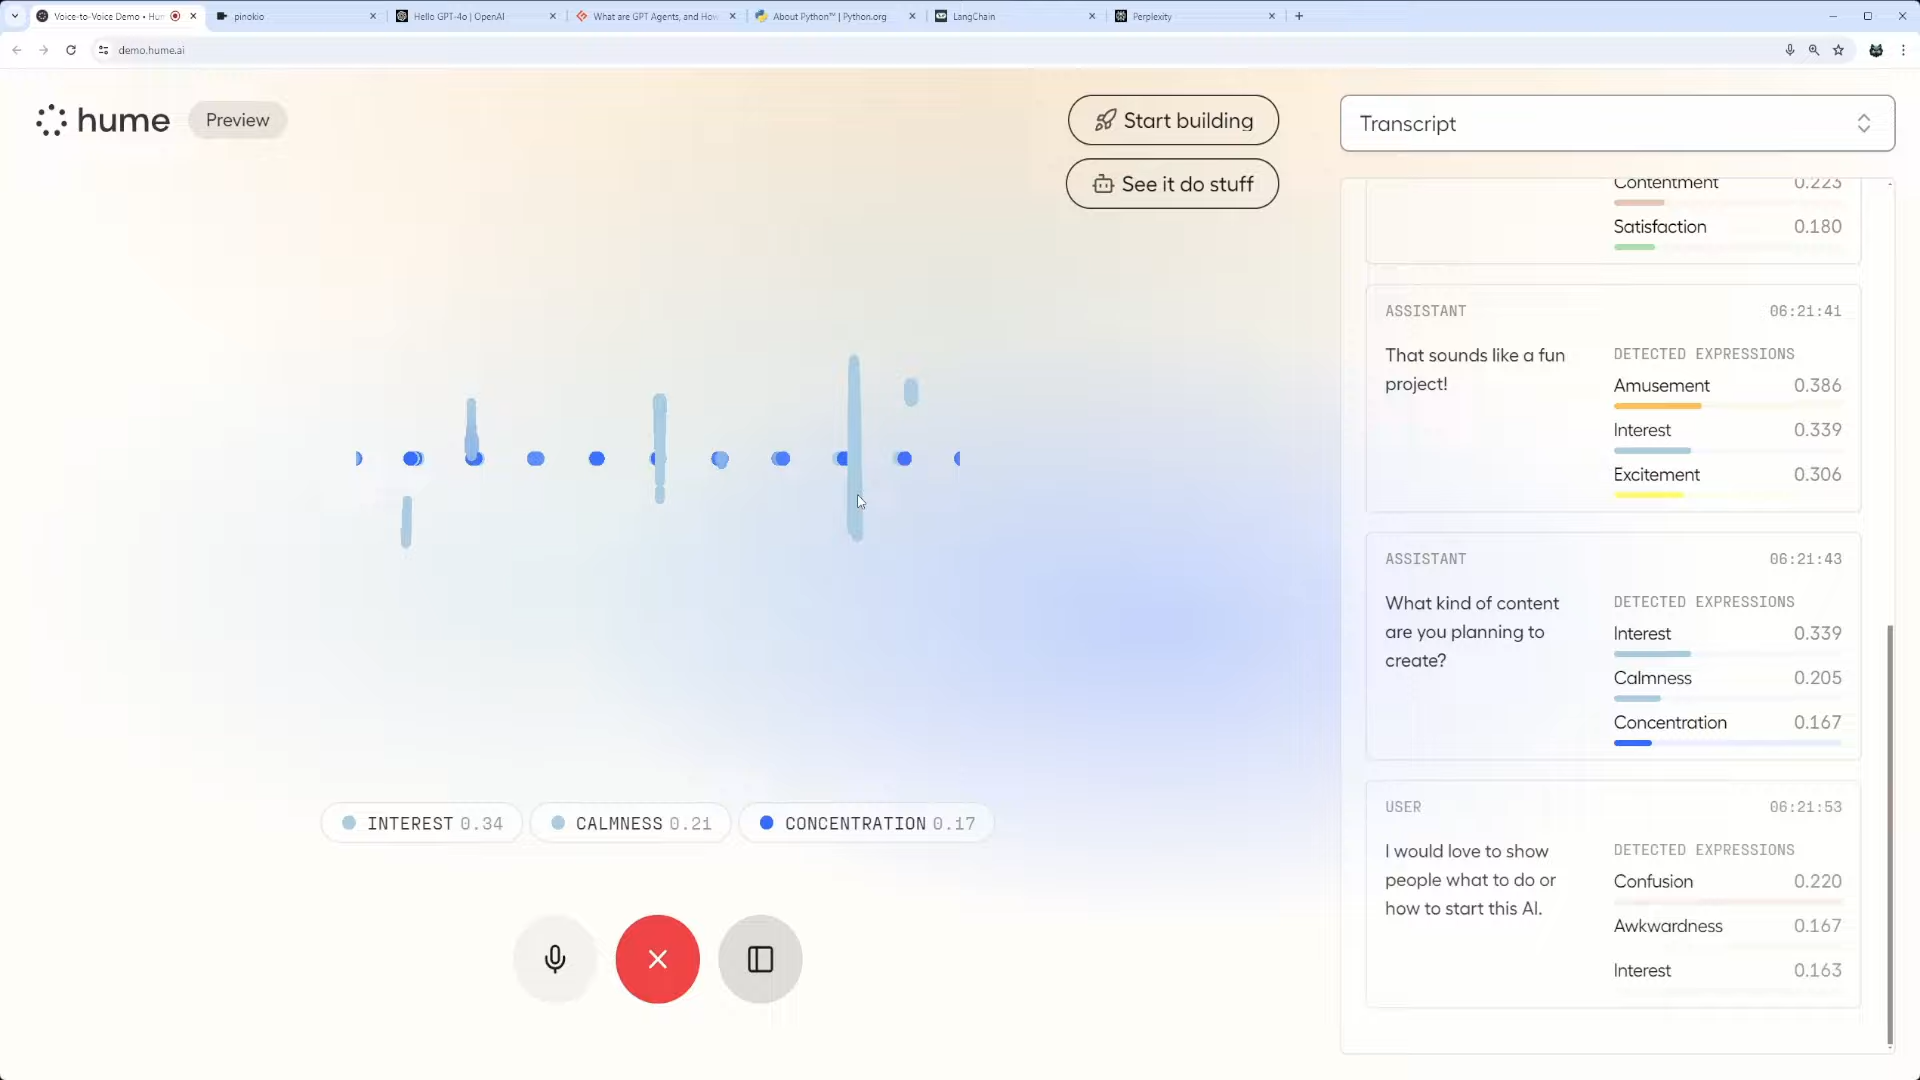 Voice-to-Voice Demo • Hum
pinokio
Hello GPT-4o | OpenAI
What are GPT Agents, and How
About Python™ | Python.org
LangChain
Perplexity
demo.hume.ai
hume
Preview
Start building
See it do stuff
Transcript
Contentment 0.223
Satisfaction 0.180
ASSISTANT 06:21:41
That sounds like a fun
project!
DETECTED EXPRESSIONS
Amusement 0.386
Interest 0.339
Excitement 0.306
ASSISTANT 06:21:43
What kind of content
are you planning to
create?
DETECTED EXPRESSIONS
Interest 0.339
Calmness 0.205
Concentration 0.167
USER 06:21:53
I would love to show
people what to do or
how to start this AI.
DETECTED EXPRESSIONS
Confusion 0.220
Awkwardness 0.167
Interest 0.163
INTEREST 0.34
CALMNESS 0.21
CONCENTRATION 0.17